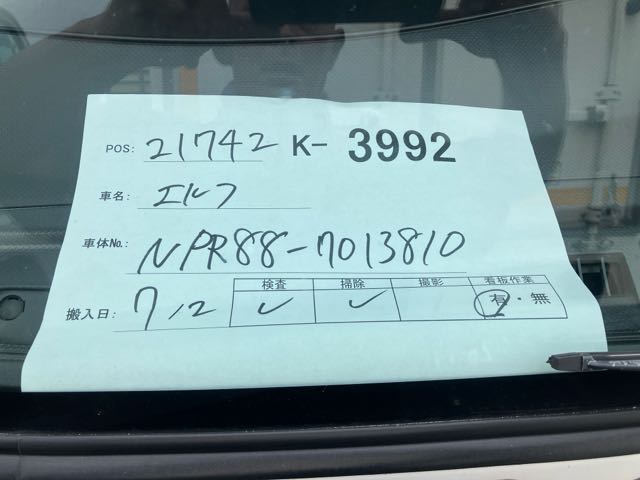 POS: 21742 K- 3992
車名: エルフ
車体No.: NPR88-7013810
検査 掃除 撮影 看板作業
搬入日: 7/2 ✓ ✓ 有・無